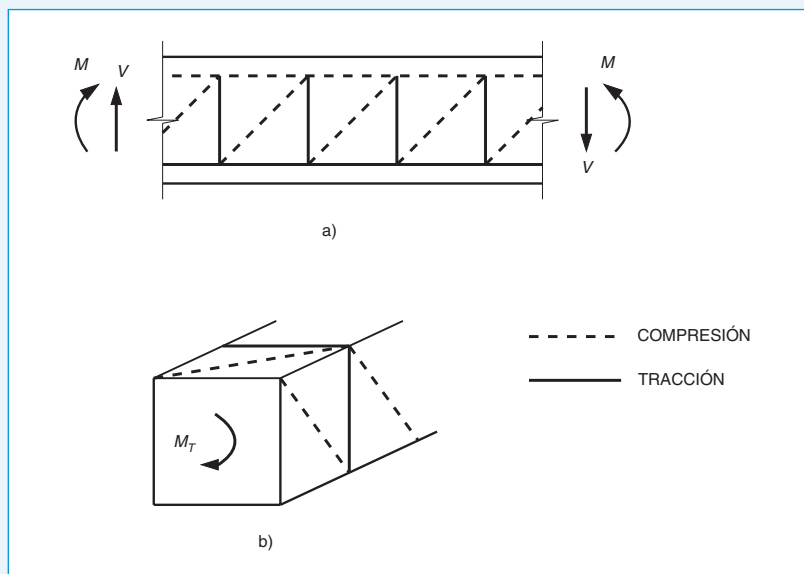 M
V
M
V
a)
COMPRESIÓN
TRACCIÓN
M_T
b)